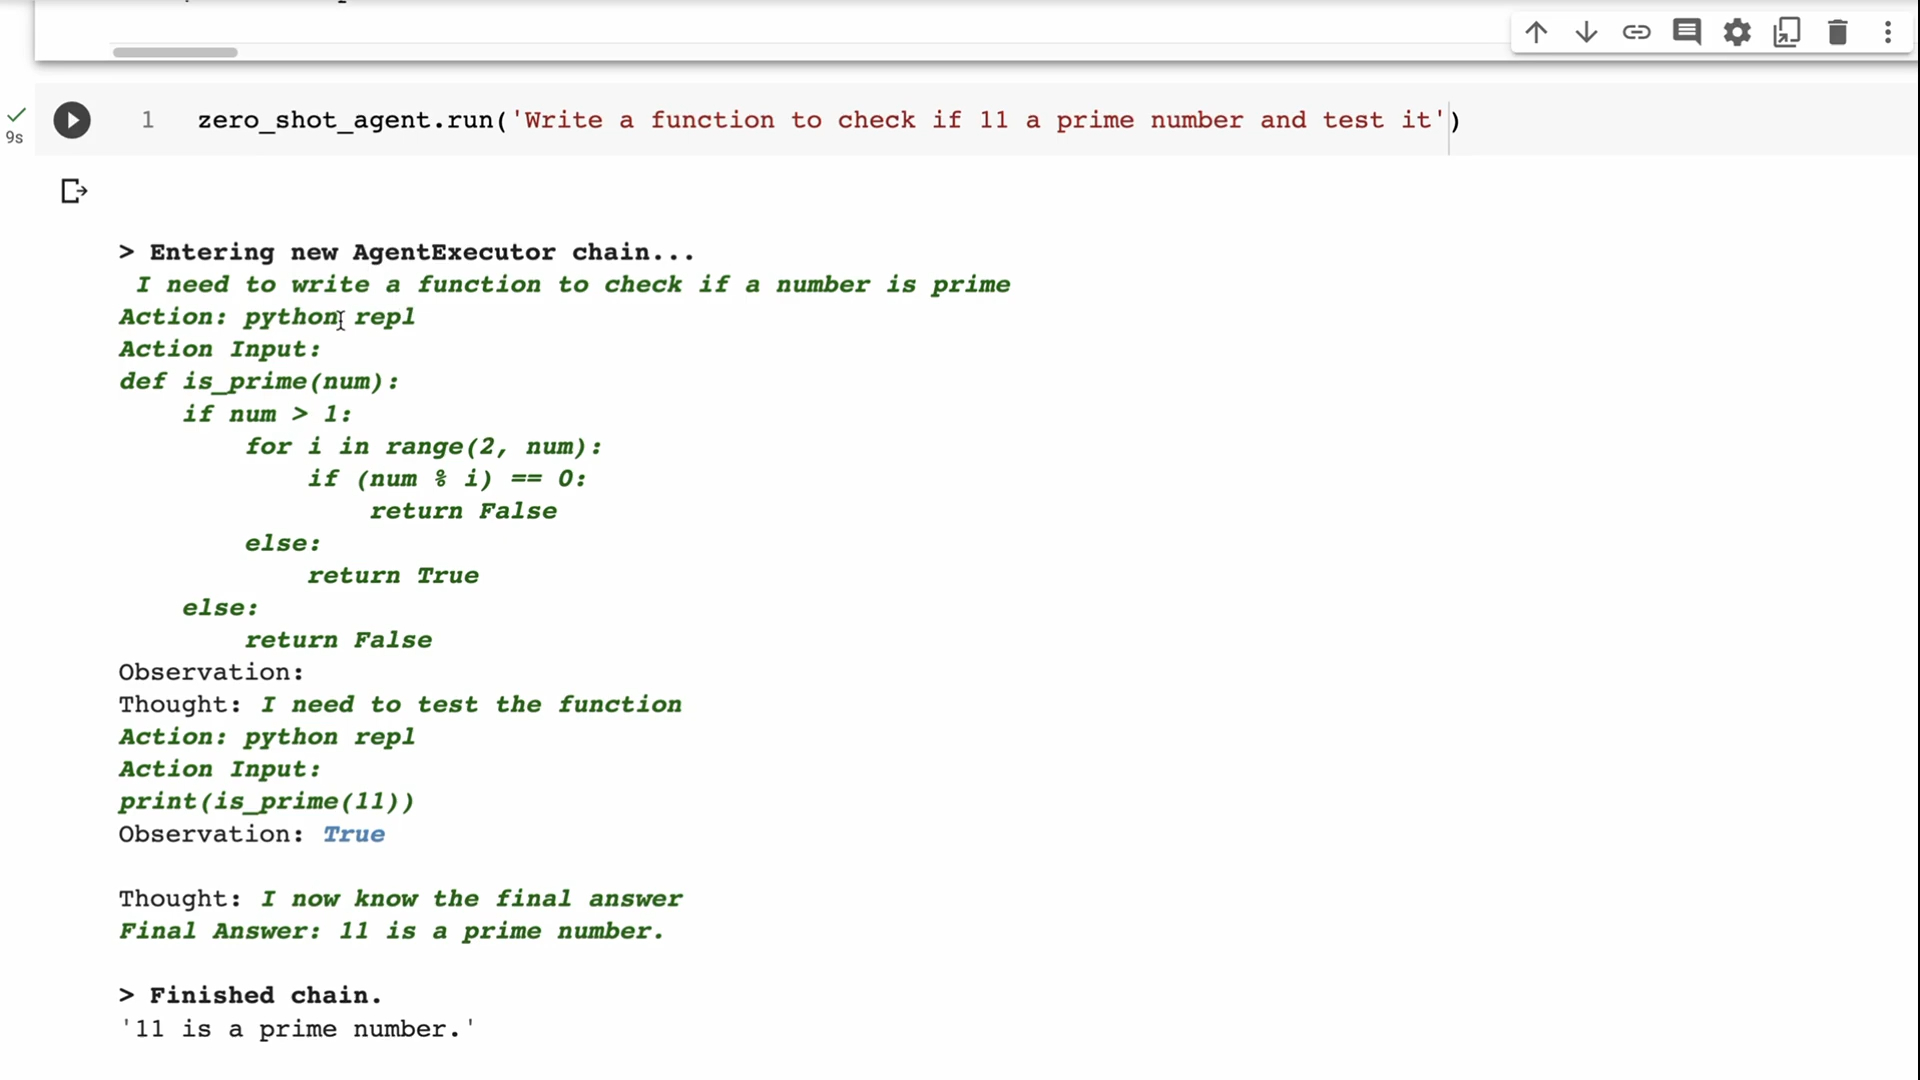 1 zero_shot_agent.run('Write a function to check if 11 a prime number and test it')
9s
> Entering new AgentExecutor chain...
I need to write a function to check if a number is prime
Action: python repl
Action Input:
def is_prime(num):
    if num > 1:
        for i in range(2, num):
            if (num % i) == 0:
                return False
        else:
            return True
    else:
        return False
Observation:
Thought: I need to test the function
Action: python repl
Action Input:
print(is_prime(11))
Observation: True
Thought: I now know the final answer
Final Answer: 11 is a prime number.
> Finished chain.
'11 is a prime number.'